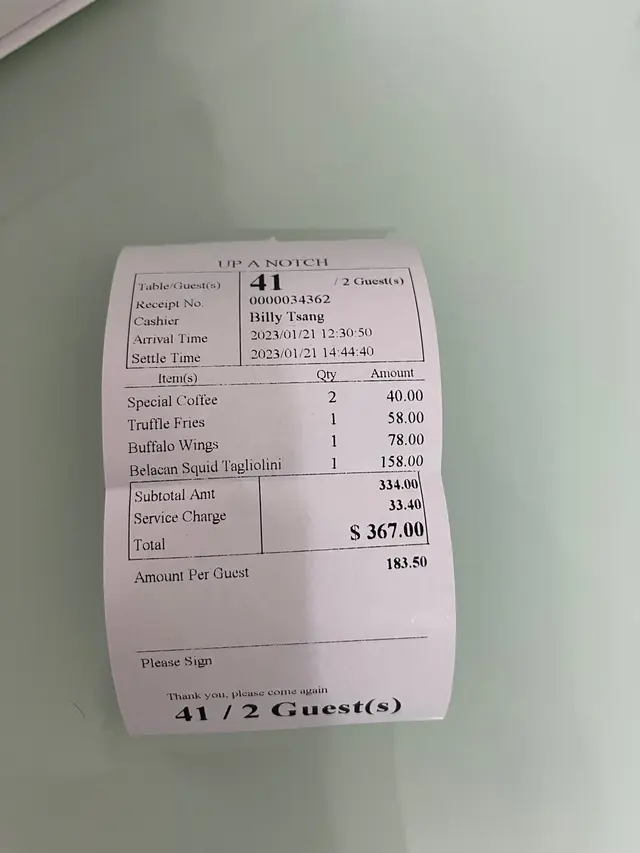 UP A NOTCH
Table/Guest(s) 41 / 2 Guest(s)
Receipt No. 0000034362
Cashier Billy Tsang
Arrival Time 2023/01/21 12:30:50
Settle Time 2023/01/21 14:44:40
Item(s) Qty Amount
Special Coffee 2 40.00
Truffle Fries 1 58.00
Buffalo Wings 1 78.00
Belacan Squid Tagliolini 1 158.00
Subtotal Amt 334.00
Service Charge 33.40
Total $ 367.00
Amount Per Guest 183.50
Please Sign
Thank you, please come again
41 / 2 Guest(s)